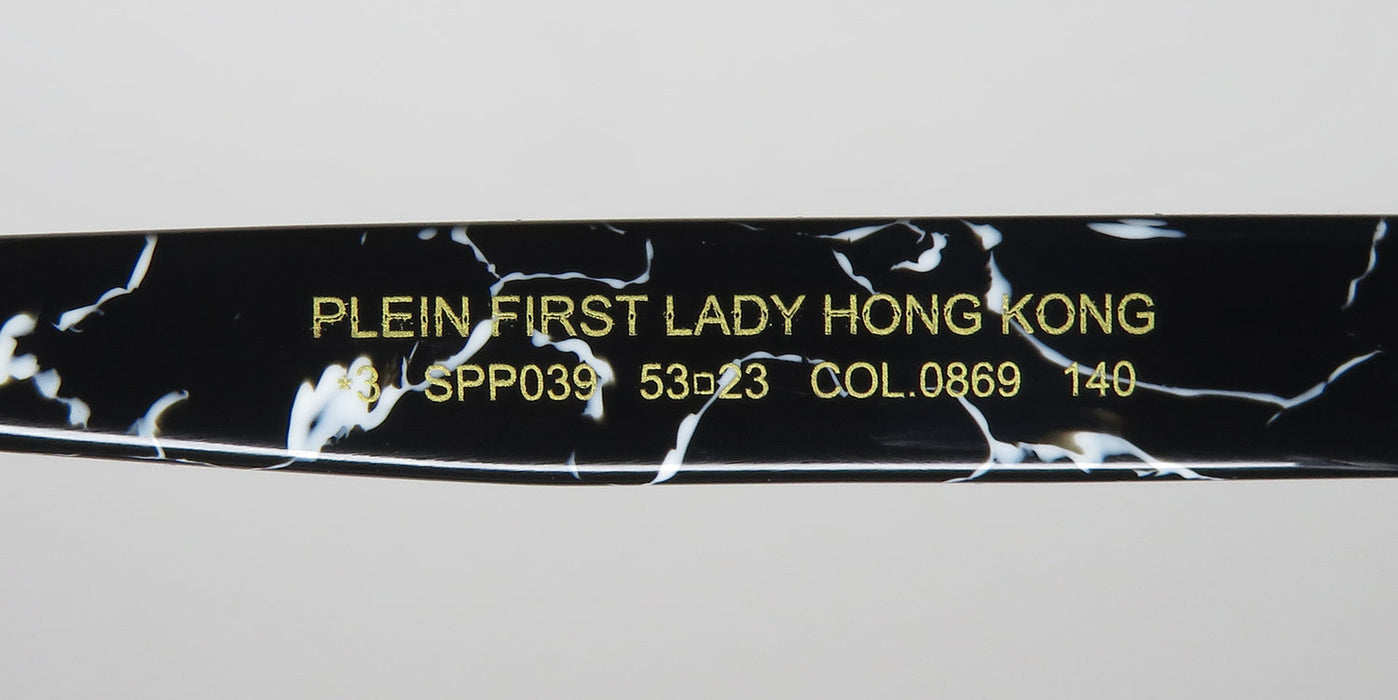 PLEIN FIRST LADY HONG KONG
*3 SPP039 53□23 COL.0869 140